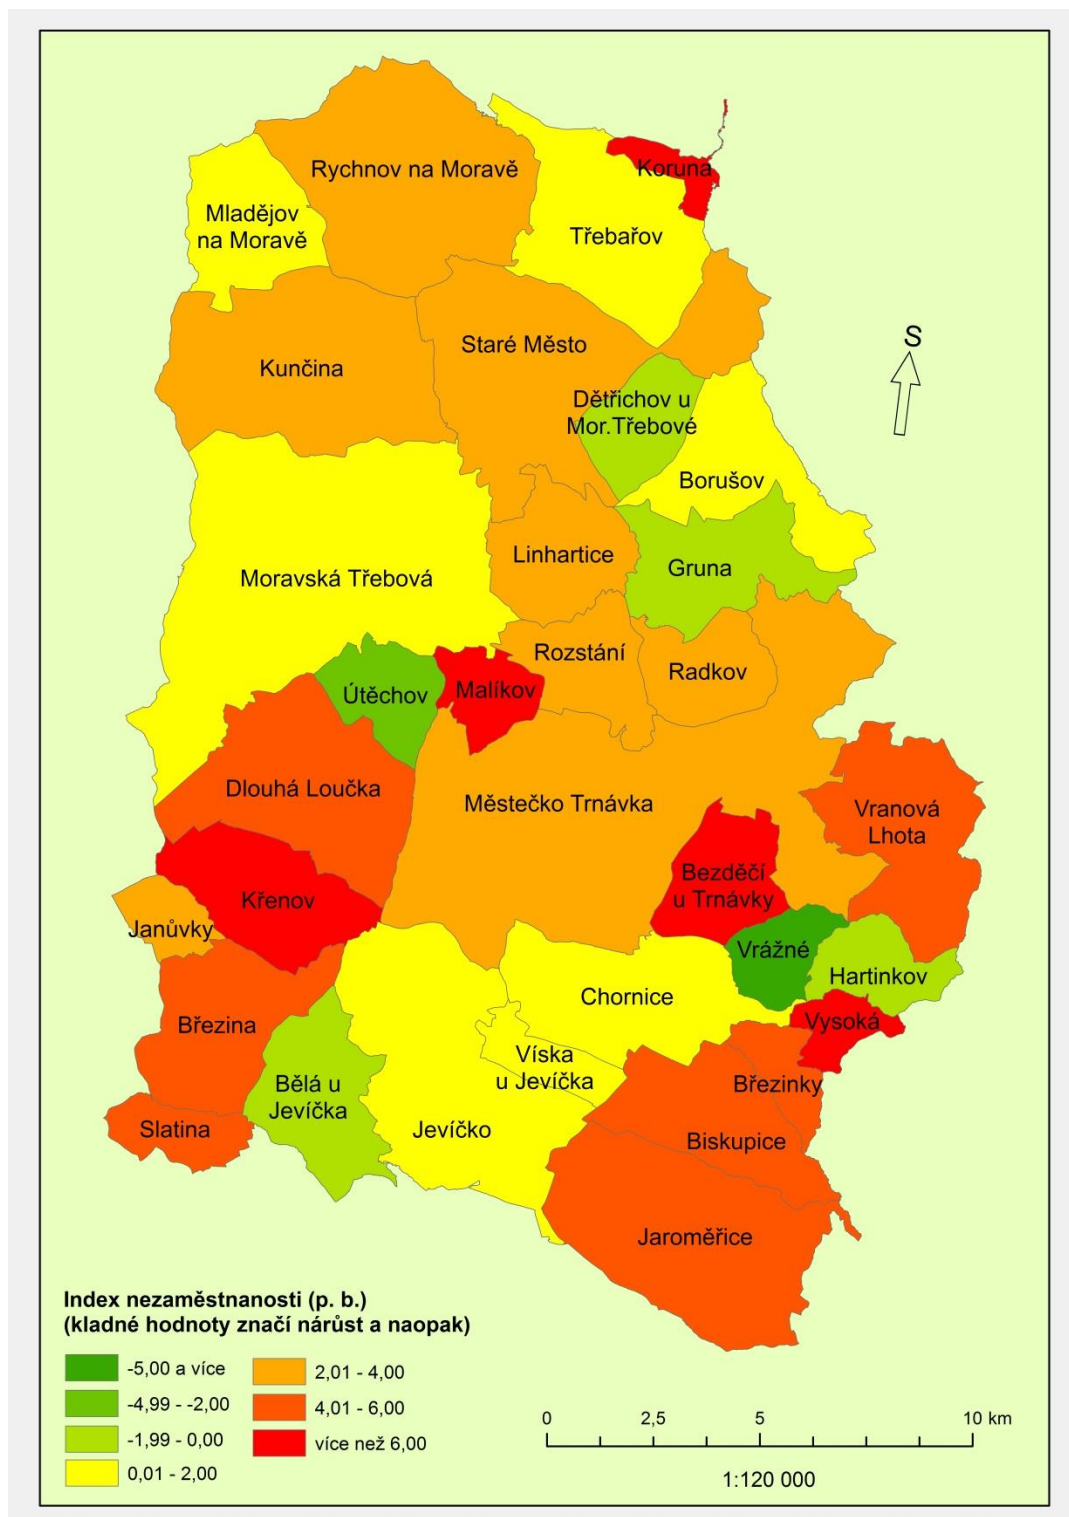 Rychnov na Moravě
Koruna
Mladějov
na Moravě
Třebařov
S
Staré Město
Kunčina
Dětřichov u
Mor.Třebové
Borušov
Linhartice
Gruna
Moravská Třebová
Rozstání
Radkov
Útěchov
Malíkov
Dlouhá Loučka
Městečko Trnávka
Vranová
Lhota
Bezděčí
u Trnávky
Křenov
Janůvky
Vrážné
Hartinkov
Chornice
Vysoká
Březina
Víska
u Jevíčka
Bělá u
Jevíčka
Březinky
Slatina
Jevíčko
Biskupice
Jaroměřice
Index nezaměstnanosti (p. b.)
(kladné hodnoty značí nárůst a naopak)
-5,00 a více
-4,99 - -2,00
-1,99 - 0,00
0,01 - 2,00
2,01 - 4,00
4,01 - 6,00
více než 6,00
0 2,5 5 10 km
1:120 000